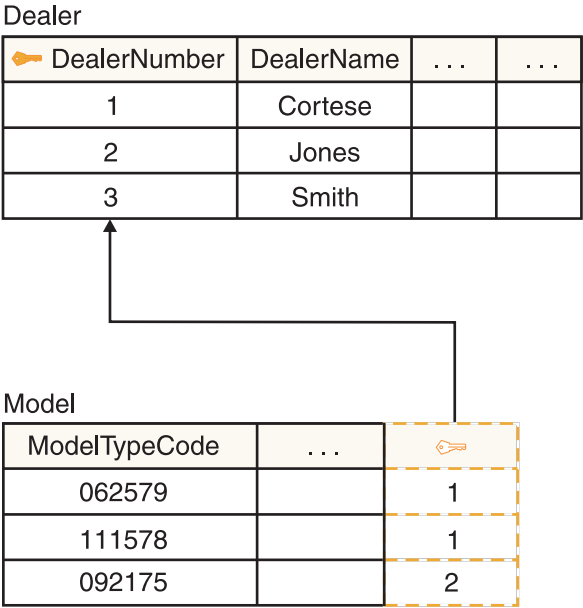 Dealer
DealerNumber DealerName ... ...
1 Cortese
2 Jones
3 Smith
Model
ModelTypeCode ...
062579 1
111578 1
092175 2